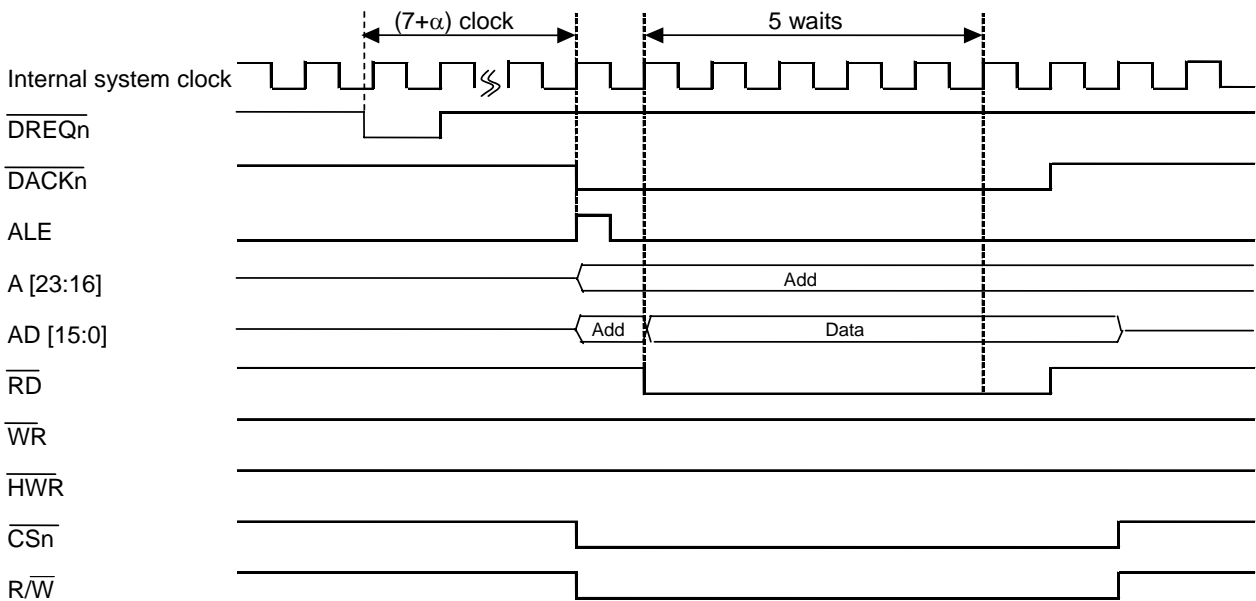 (7+α) clock
5 waits
Internal system clock
DREQn
DACKn
ALE
A [23:16]
Add
AD [15:0]
Add
Data
RD
WR
HWR
CSn
R/W